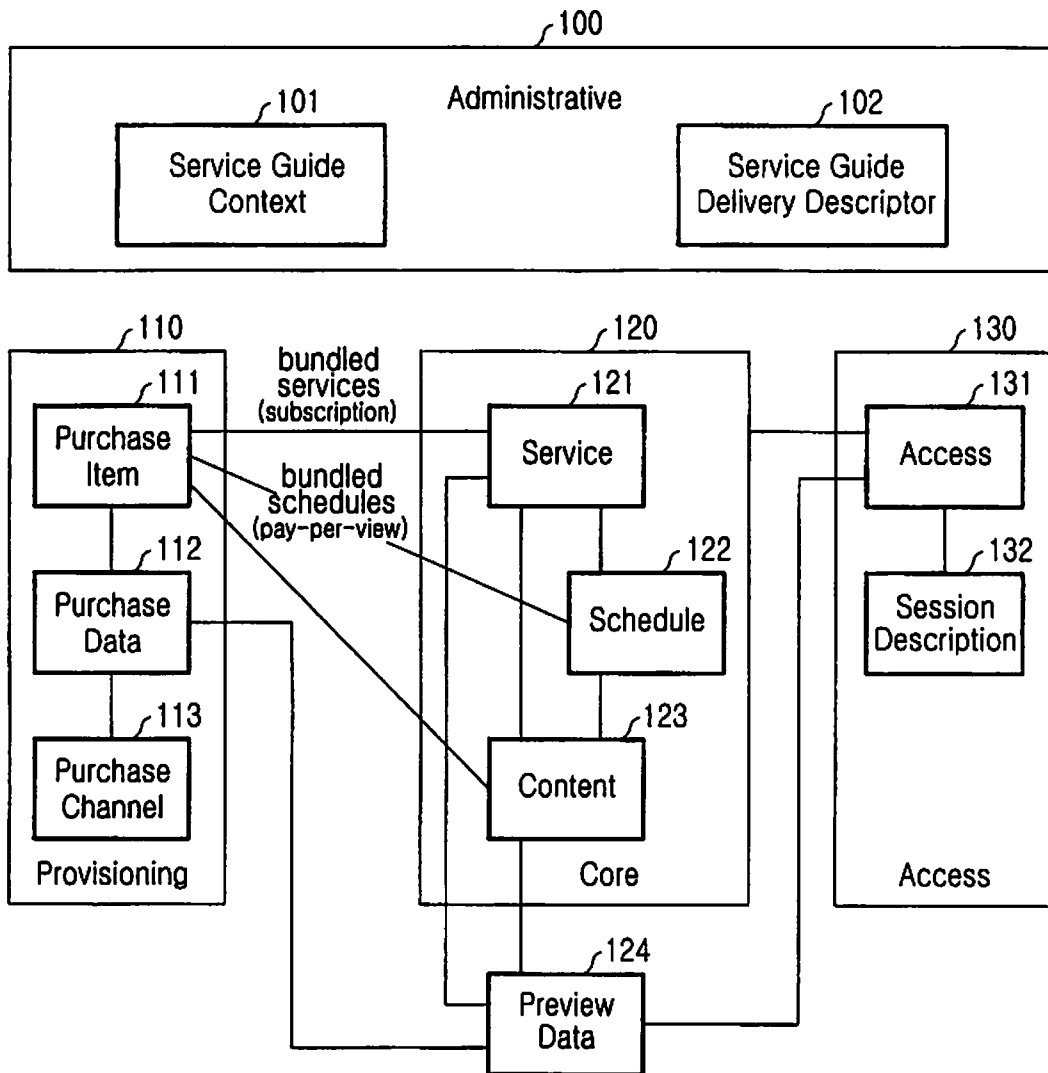 100
Administrative
101
Service Guide
Context
102
Service Guide
Delivery Descriptor
110
111
Purchase
Item
112
Purchase
Data
113
Purchase
Channel
Provisioning
bundled
services
(subscription)
bundled
schedules
(pay-per-view)
120
121
Service
122
Schedule
123
Content
Core
124
Preview
Data
130
131
Access
132
Session
Description
Access